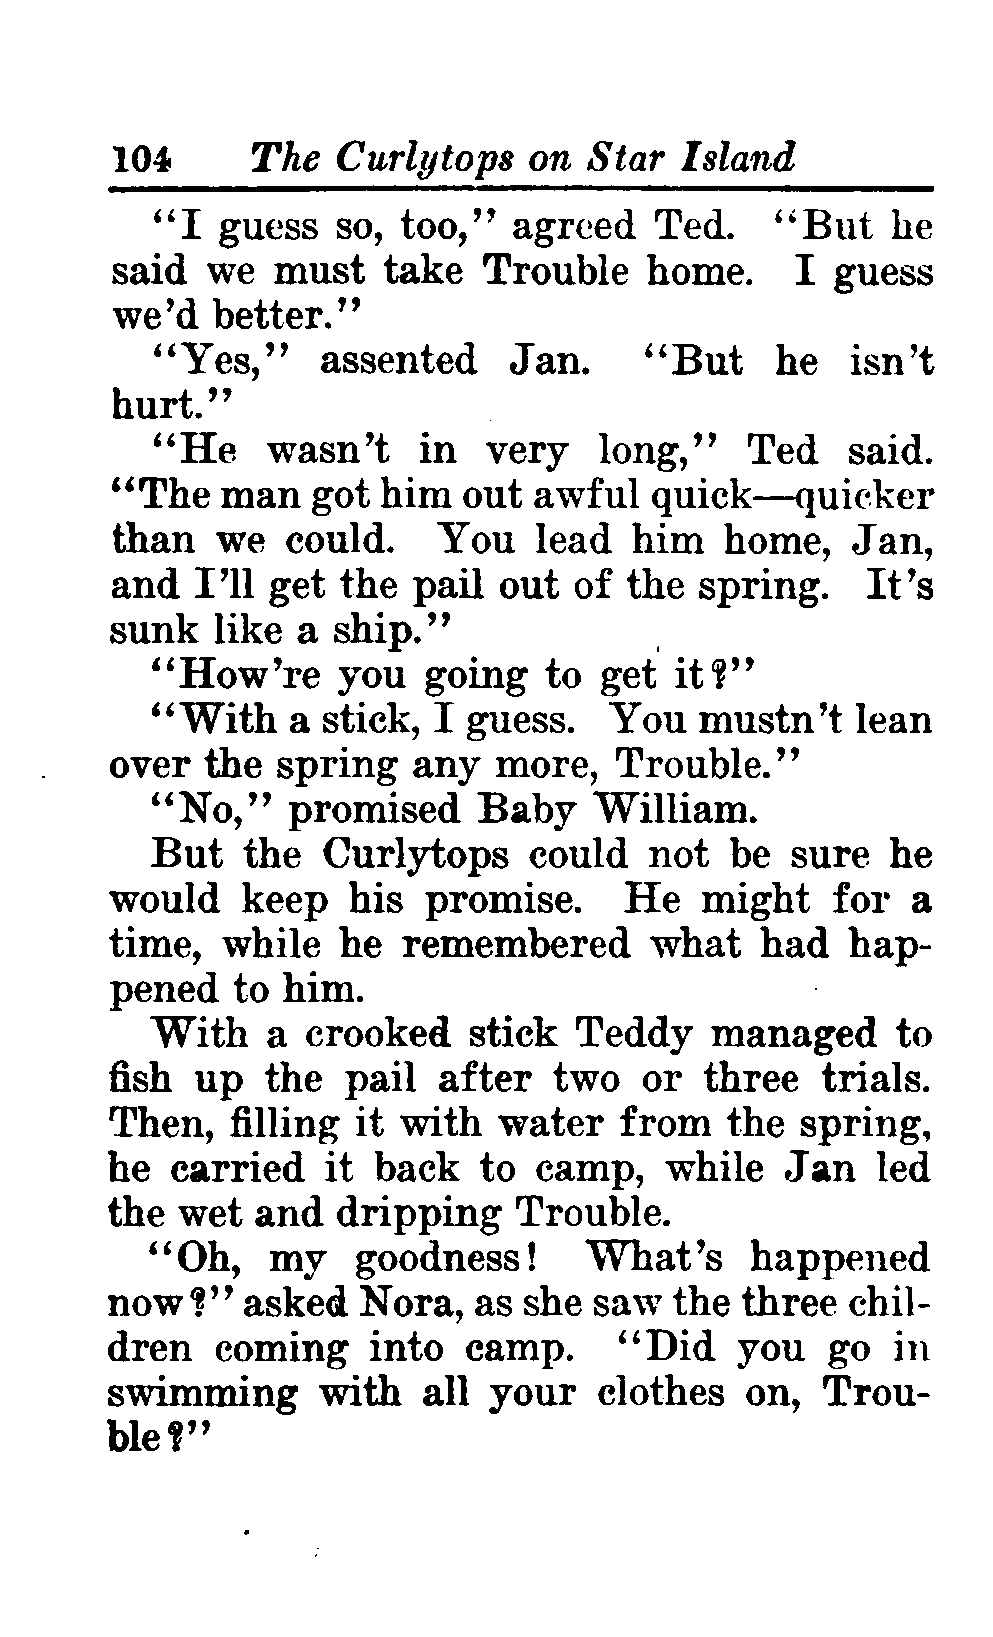 104 The Curlytops on Star Island
“I guess so, too,” agreed Ted. “But he
said we must take Trouble home. I guess
we’d better.”
“Yes,” assented Jan. “But he isn’t
hurt.”
“He wasn’t in very long,” Ted said.
“The man got him out awful quick—quicker
than we could. You lead him home, Jan,
and I’ll get the pail out of the spring. It’s
sunk like a ship.”
“How’re you going to get it?”
“With a stick, I guess. You mustn’t lean
over the spring any more, Trouble.”
“No,” promised Baby William.
But the Curlytops could not be sure he
would keep his promise. He might for a
time, while he remembered what had hap-
pened to him.
With a crooked stick Teddy managed to
fish up the pail after two or three trials.
Then, filling it with water from the spring,
he carried it back to camp, while Jan led
the wet and dripping Trouble.
“Oh, my goodness! What’s happened
now?” asked Nora, as she saw the three chil-
dren coming into camp. “Did you go in
swimming with all your clothes on, Trou-
ble?”